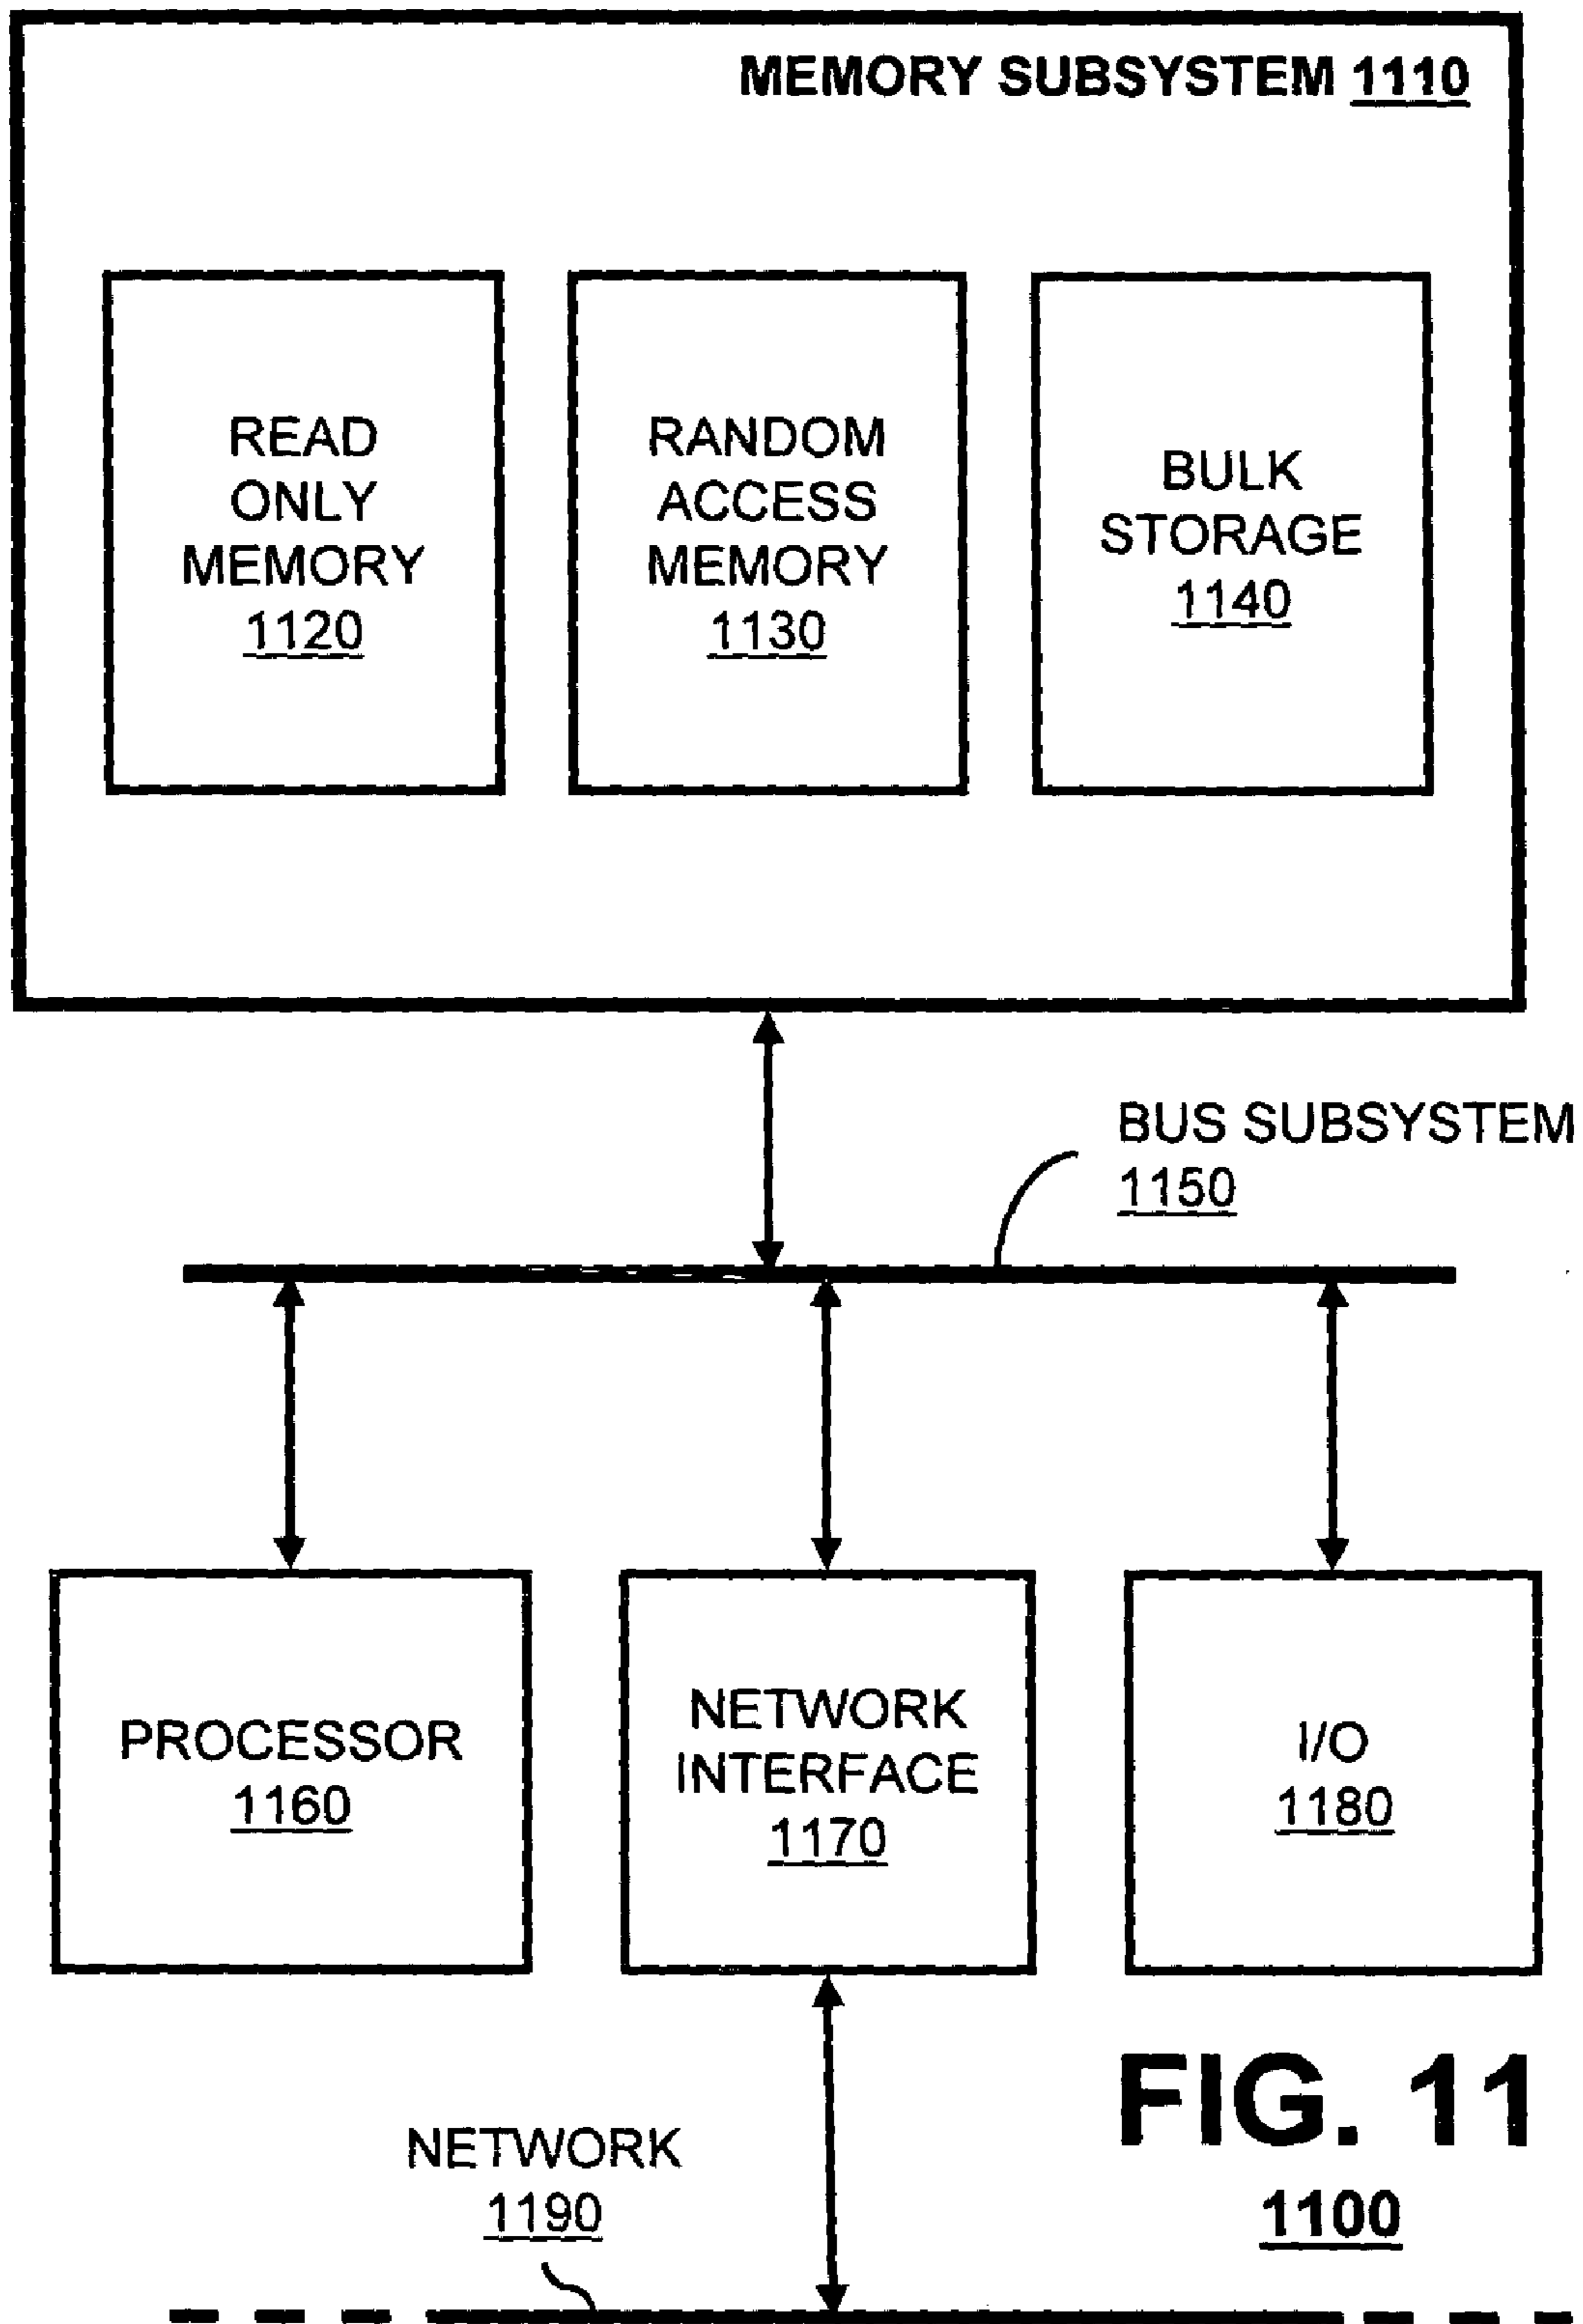 MEMORY SUBSYSTEM 1110
READ
ONLY
MEMORY
1120
RANDOM
ACCESS
MEMORY
1130
BULK
STORAGE
1140
BUS SUBSYSTEM
1150
PROCESSOR
1160
NETWORK
INTERFACE
1170
I/O
1180
FIG. 11
1100
NETWORK
1190